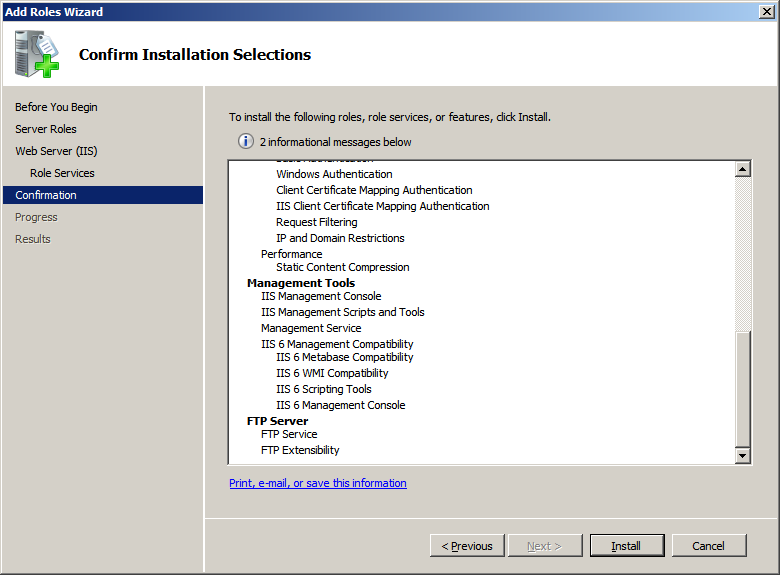 Add Roles Wizard
Confirm Installation Selections
Before You Begin
Server Roles
Web Server (IIS)
Role Services
Confirmation
Progress
Results
To install the following roles, role services, or features, click Install.
2 informational messages below
Windows Authentication
Client Certificate Mapping Authentication
IIS Client Certificate Mapping Authentication
Request Filtering
IP and Domain Restrictions
Performance
Static Content Compression
Management Tools
IIS Management Console
IIS Management Scripts and Tools
Management Service
IIS 6 Management Compatibility
IIS 6 Metabase Compatibility
IIS 6 WMI Compatibility
IIS 6 Scripting Tools
IIS 6 Management Console
FTP Server
FTP Service
FTP Extensibility
Print, e-mail, or save this information
< Previous
Next >
Install
Cancel